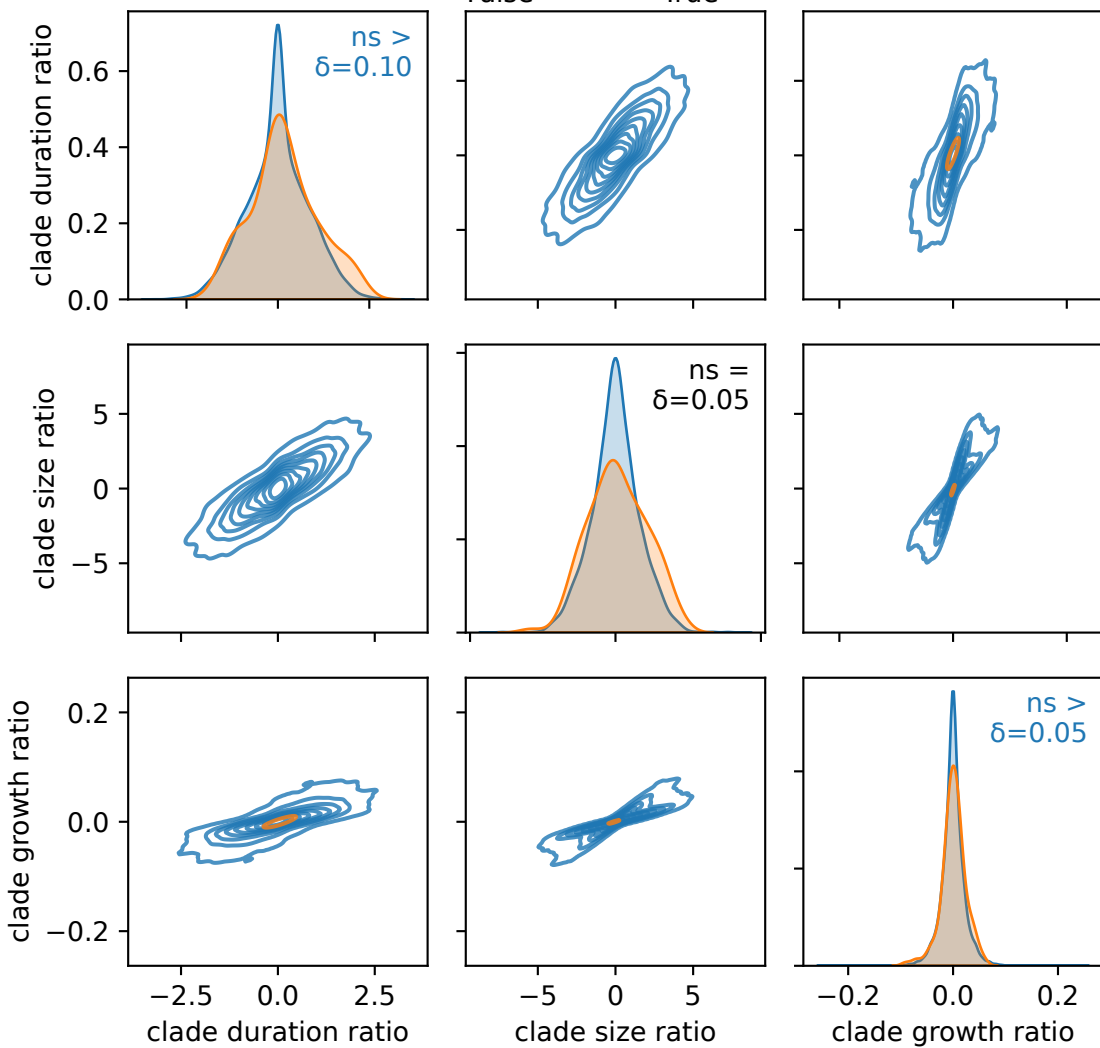 clade duration ratio
0.6
0.4
0.2
0.0
ns >
δ=0.10
clade size ratio
5
0
−5
ns =
δ=0.05
clade growth ratio
0.2
0.0
−0.2
ns >
δ=0.05
−2.5 0.0 2.5
−5 0 5
−0.2 0.0 0.2
clade duration ratio
clade size ratio
clade growth ratio